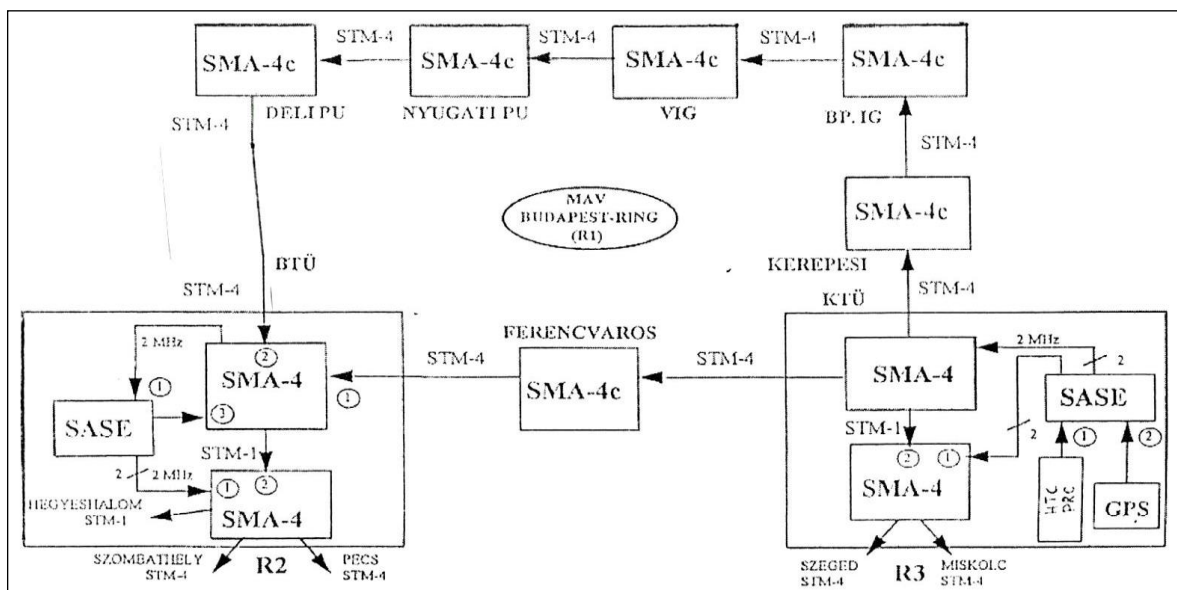 STM-4
STM-4
STM-4
SMA-4c
SMA-4c
SMA-4c
SMA-4c
DELI PU
NYUGATI PU
VIG
BP. IG
STM-4
STM-4
MAV
BUDAPEST-RING
(R1)
SMA-4c
BTÜ
KEREPESI
STM-4
KTÜ
STM-4
FERENCVAROS
2 MHz
2
SMA-4
1
SASE
3
STM-4
1
SMA-4c
STM-4
SMA-4
2 MHz
2
SASE
STM-1
2
2 MHz
STM-1
2
1
2
1
2
HEGYESHALOM
STM-1
1
2
SMA-4
SMA-4
HTC
PRC
GPS
SZOMBATHELY
STM-4
R2
PECS
STM-4
SZEGED
STM-4
R3
MISKOLC
STM-4